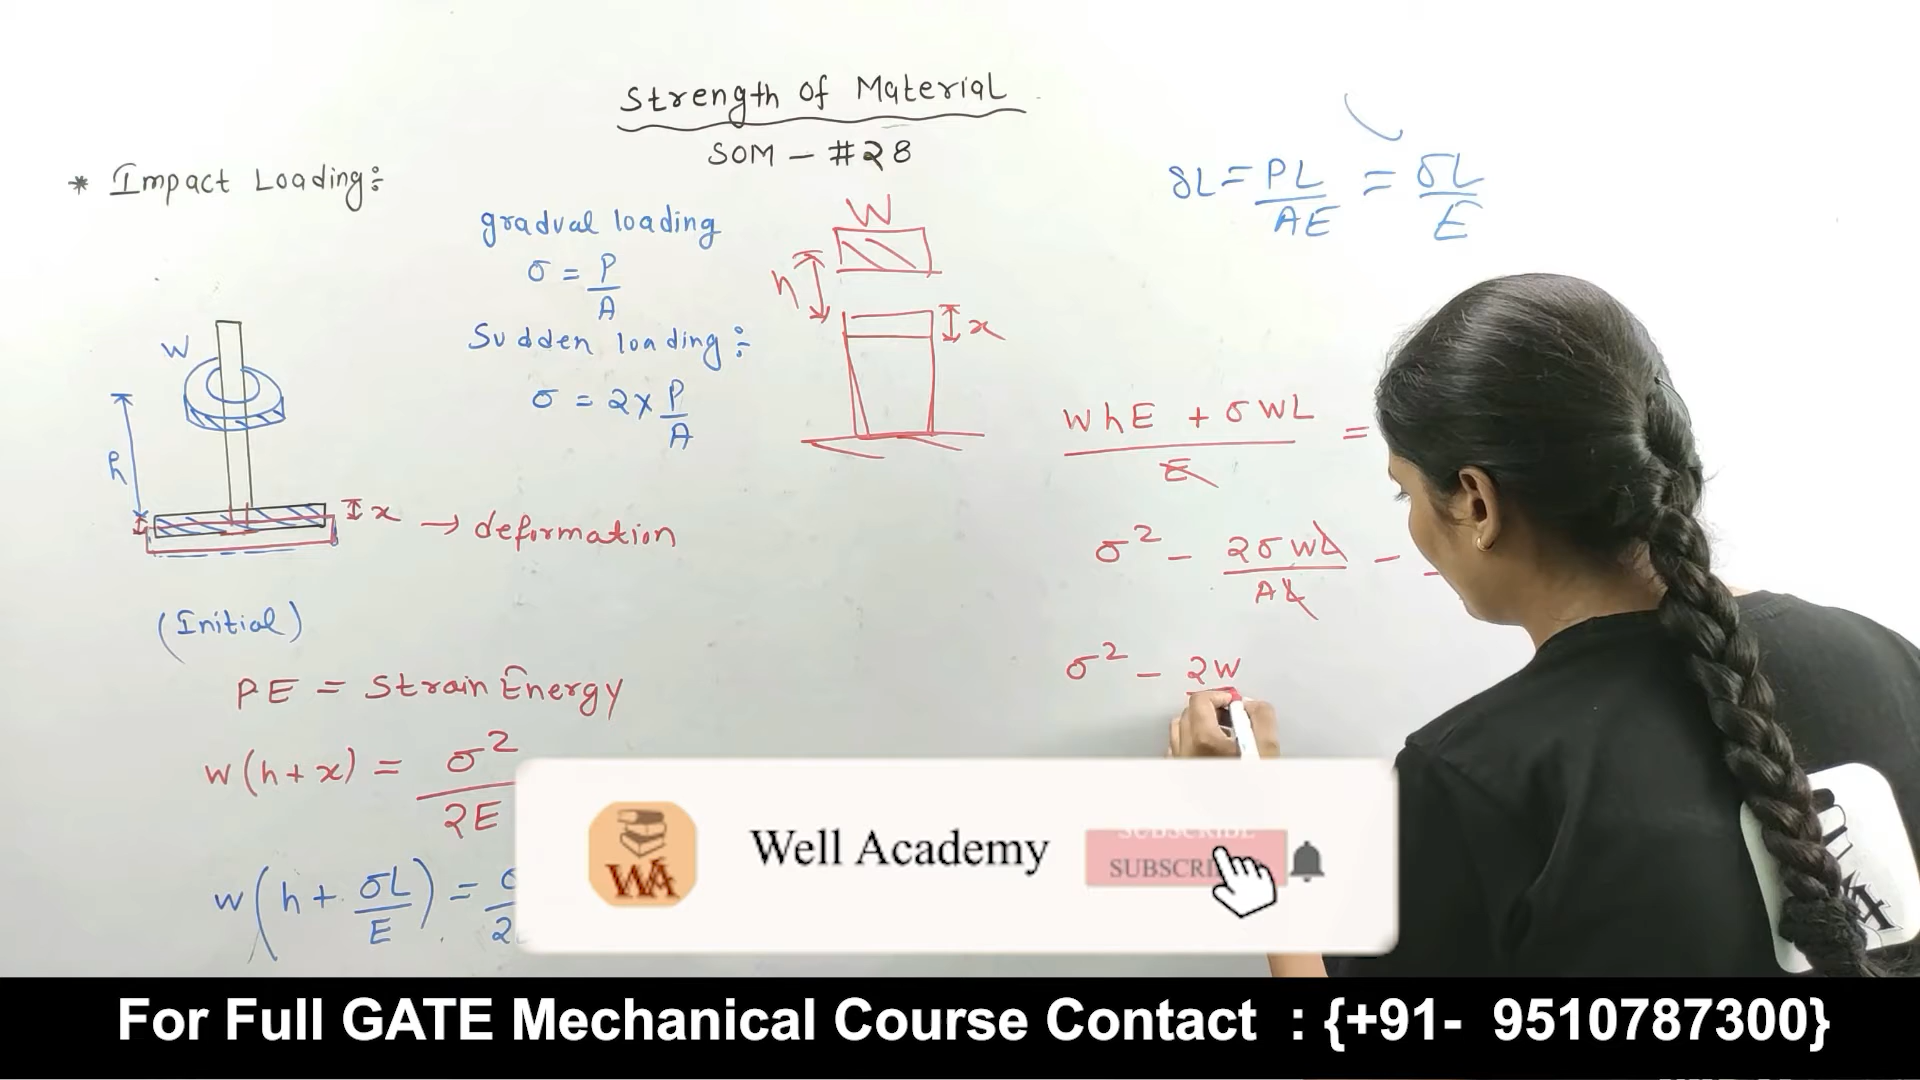 Strength of Material
SOM - #28
* Impact Loading:
gradual loading
σ = P/A
Sudden loading:
σ = 2 x P/A
W
h
x → deformation
(Initial)
W
h
x
δL = PL/AE = σL/E
PE = Strain Energy
w(h+x) = σ²/2E
w(h + σL/E) =
WhE + σWL / E =
σ² - 2σWL/AL -
σ² - 2W
WA
Well Academy
SUBSCRIBE
For Full GATE Mechanical Course Contact : {+91- 9510787300}